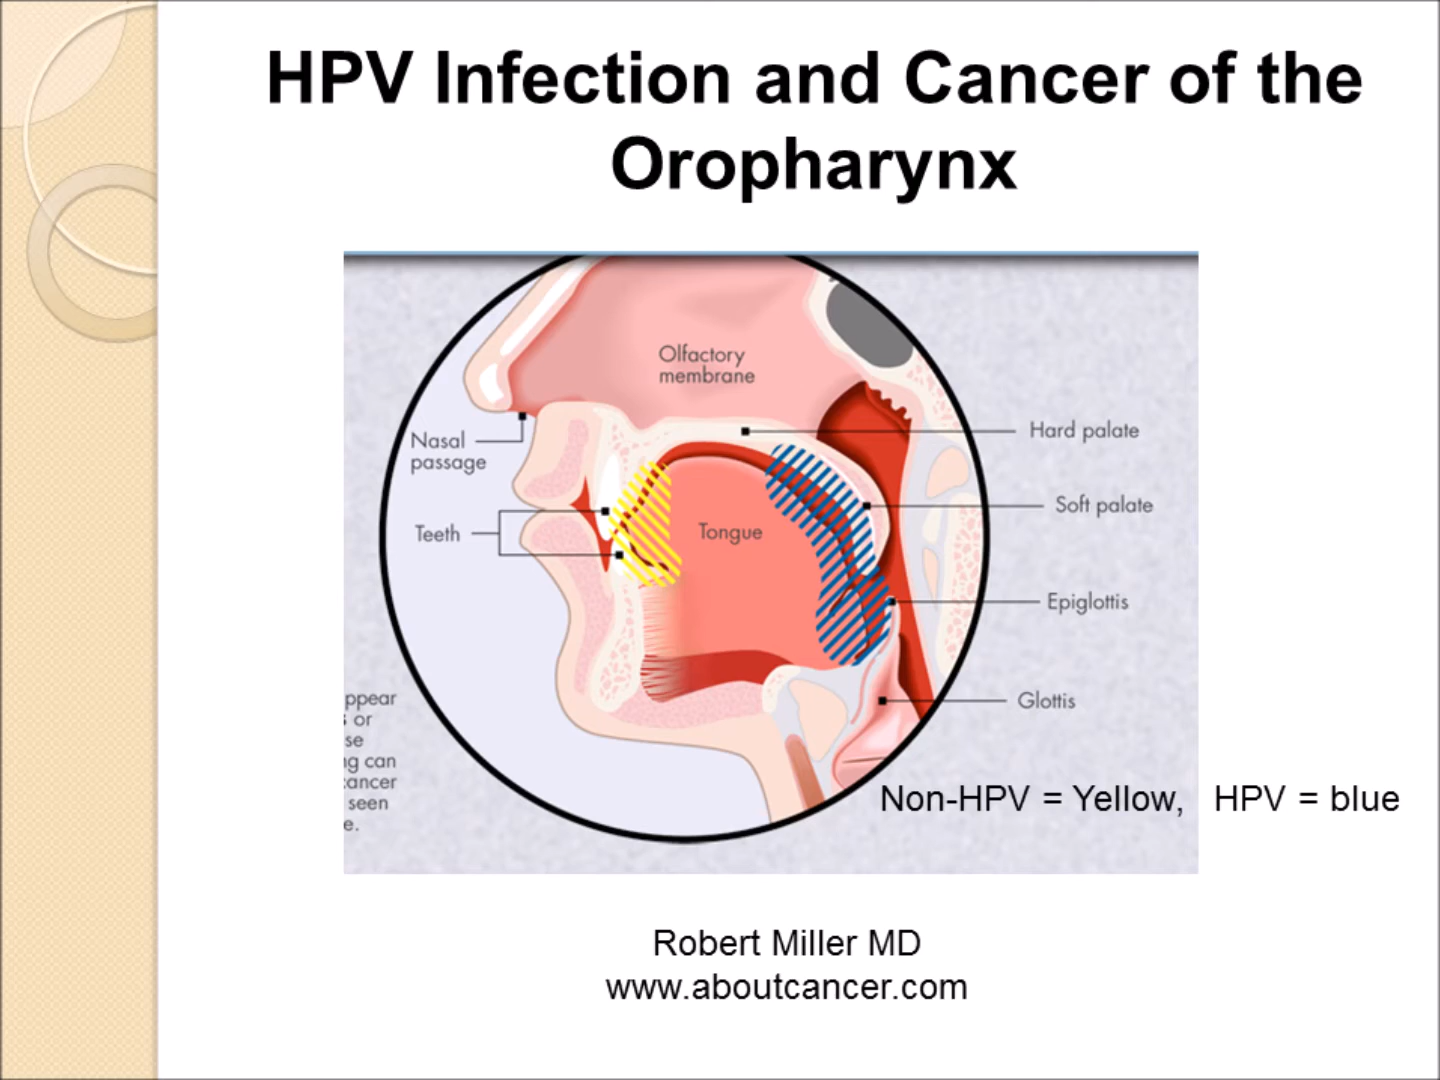 HPV Infection and Cancer of the
Oropharynx
Olfactory
membrane
Nasal
passage
Hard palate
Teeth
Tongue
Soft palate
Epiglottis
Glottis
ppear
s or
se
ng can
cancer
seen
e.
Non-HPV = Yellow, HPV = blue
Robert Miller MD
www.aboutcancer.com